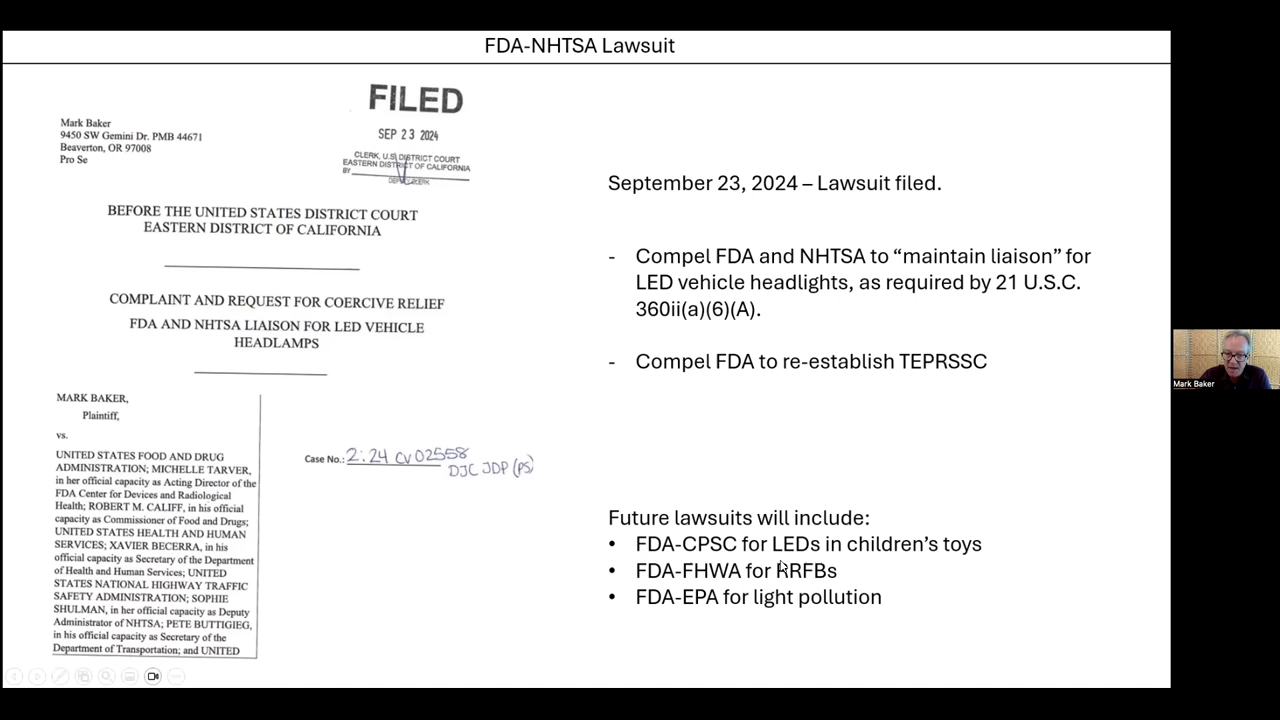 FDA-NHTSA Lawsuit
FILED
SEP 23 2024
CLERK, U.S. DISTRICT COURT
EASTERN DISTRICT OF CALIFORNIA
BY
DEPUTY CLERK
Mark Baker
9450 SW Gemini Dr. PMB 44671
Beaverton, OR 97008
Pro Se
BEFORE THE UNITED STATES DISTRICT COURT
EASTERN DISTRICT OF CALIFORNIA
COMPLAINT AND REQUEST FOR COERCIVE RELIEF
FDA AND NHTSA LIAISON FOR LED VEHICLE
HEADLAMPS
MARK BAKER,
Plaintiff,
vs.
UNITED STATES FOOD AND DRUG
ADMINISTRATION; MICHELLE TARVER,
in her official capacity as Acting Director of the
FDA Center for Devices and Radiological
Health; ROBERT M. CALIFF, in his official
capacity as Commissioner of Food and Drugs;
UNITED STATES HEALTH AND HUMAN
SERVICES; XAVIER BECERRA, in his
official capacity as Secretary of the Department
of Health and Human Services; UNITED
STATES NATIONAL HIGHWAY TRAFFIC
SAFETY ADMINISTRATION; SOPHIE
SHULMAN, in her official capacity as Deputy
Administrator of NHTSA; PETE BUTTIGIEG,
in his official capacity as Secretary of the
Department of Transportation; and UNITED
Case No.: 2:24 CV 02558
DJC JDP (PS)
September 23, 2024 – Lawsuit filed.
- Compel FDA and NHTSA to “maintain liaison” for
LED vehicle headlights, as required by 21 U.S.C.
360ii(a)(6)(A).
- Compel FDA to re-establish TEPRSSC
Future lawsuits will include:
• FDA-CPSC for LEDs in children’s toys
• FDA-FHWA for RRFBs
• FDA-EPA for light pollution
Mark Baker